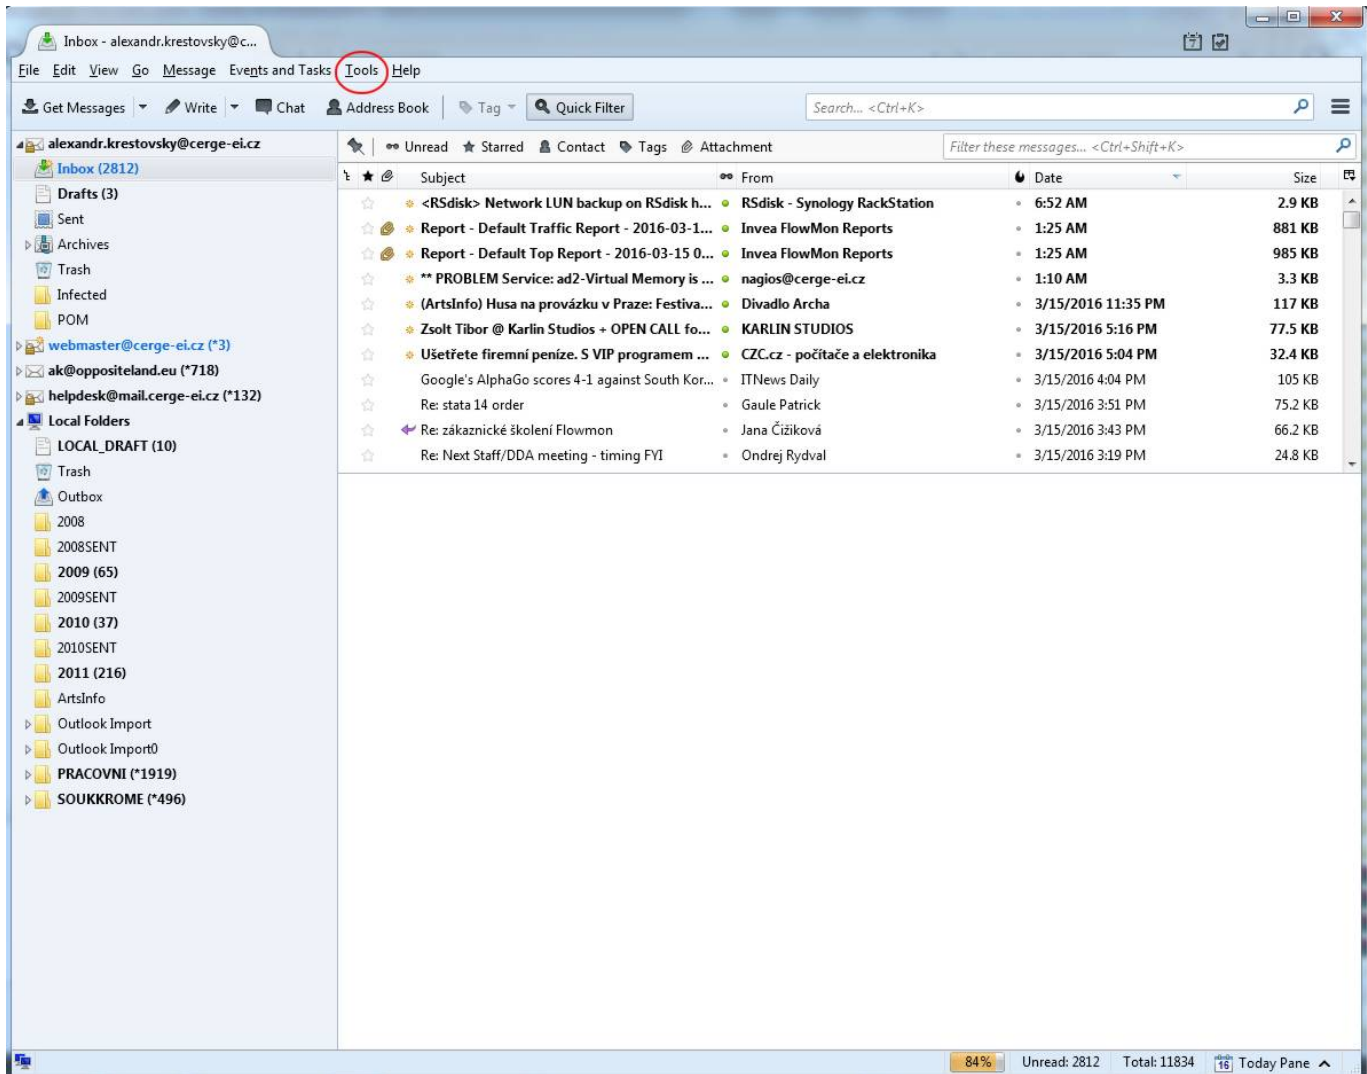 Inbox - alexandr.krestovsky@c...
File Edit View Go Message Events and Tasks Tools Help
Get Messages Write Chat Address Book Tag Quick Filter Search... <Ctrl+K>
alexandr.krestovsky@cerge-ei.cz
Inbox (2812)
Drafts (3)
Sent
Archives
Trash
Infected
POM
webmaster@cerge-ei.cz (*3)
ak@oppositeland.eu (*718)
helpdesk@mail.cerge-ei.cz (*132)
Local Folders
LOCAL_DRAFT (10)
Trash
Outbox
2008
2008SENT
2009 (65)
2009SENT
2010 (37)
2010SENT
2011 (216)
ArtsInfo
Outlook Import
Outlook Import0
PRACOVNI (*1919)
SOUKKROME (*496)
Unread Starred Contact Tags Attachment Filter these messages... <Ctrl+Shift+K>
Subject From Date Size
<RSdisk> Network LUN backup on RSdisk h... RSdisk - Synology RackStation 6:52 AM 2.9 KB
Report - Default Traffic Report - 2016-03-1... Invea FlowMon Reports 1:25 AM 881 KB
Report - Default Top Report - 2016-03-15 0... Invea FlowMon Reports 1:25 AM 985 KB
** PROBLEM Service: ad2-Virtual Memory is ... nagios@cerge-ei.cz 1:10 AM 3.3 KB
(ArtsInfo) Husa na provázku v Praze: Festiva... Divadlo Archa 3/15/2016 11:35 PM 117 KB
Zsolt Tibor @ Karlin Studios + OPEN CALL fo... KARLIN STUDIOS 3/15/2016 5:16 PM 77.5 KB
Ušetřete firemní peníze. S VIP programem ... CZC.cz - počítače a elektronika 3/15/2016 5:04 PM 32.4 KB
Google's AlphaGo scores 4-1 against South Kor... ITNews Daily 3/15/2016 4:04 PM 105 KB
Re: stata 14 order Gaule Patrick 3/15/2016 3:51 PM 75.2 KB
Re: zákaznické školení Flowmon Jana Čižiková 3/15/2016 3:43 PM 66.2 KB
Re: Next Staff/DDA meeting - timing FYI Ondrej Rydval 3/15/2016 3:19 PM 24.8 KB
84% Unread: 2812 Total: 11834 16 Today Pane